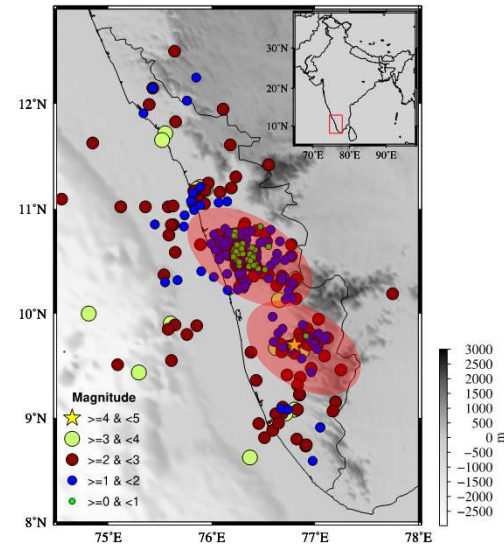 30°N
20°N
10°N
70°E
80°E
90°E
12°N
11°N
10°N
9°N
8°N
75°E
76°E
77°E
78°E
Magnitude
>=4 & <5
>=3 & <4
>=2 & <3
>=1 & <2
>=0 & <1
3000
2500
2000
1500
1000
500
0
m
-500
-1000
-1500
-2000
-2500